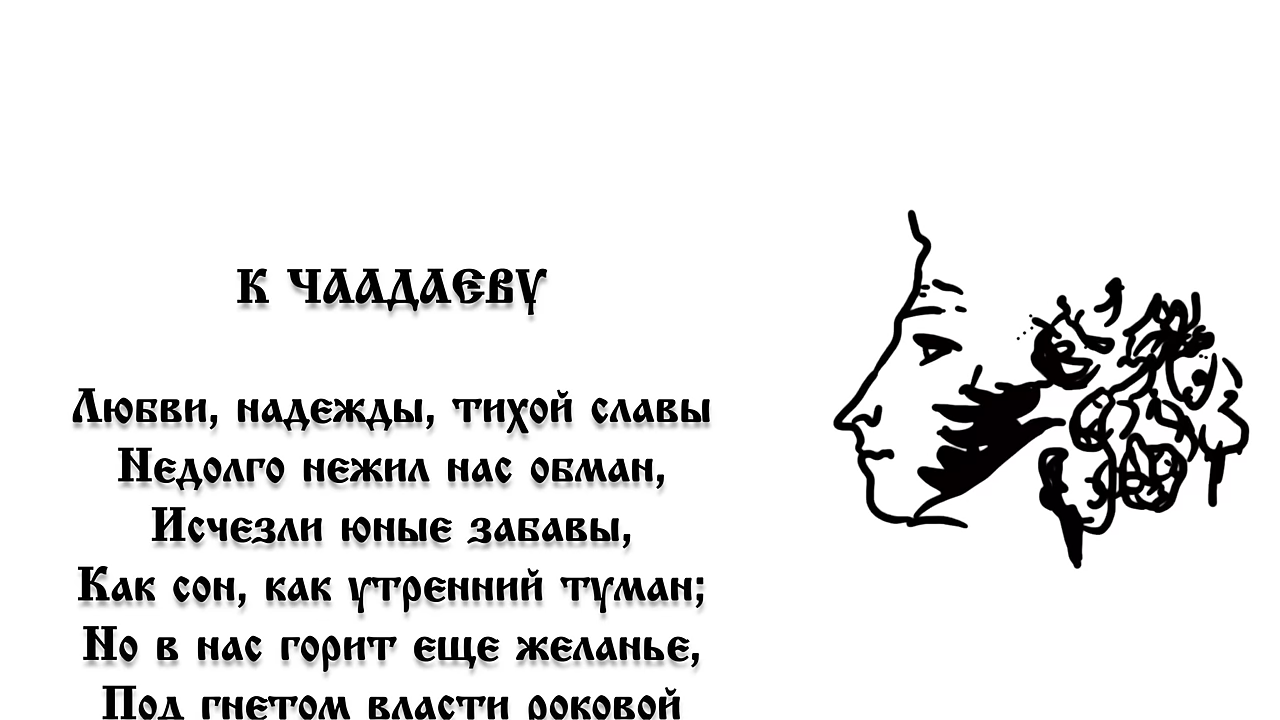 К ЧААДАЕВУ
Любви, надежды, тихой славы
Недолго нежил нас обман,
Исчезли юные забавы,
Как сон, как утренний туман;
Но в нас горит еще желанье,
Под гнетом власти роковой